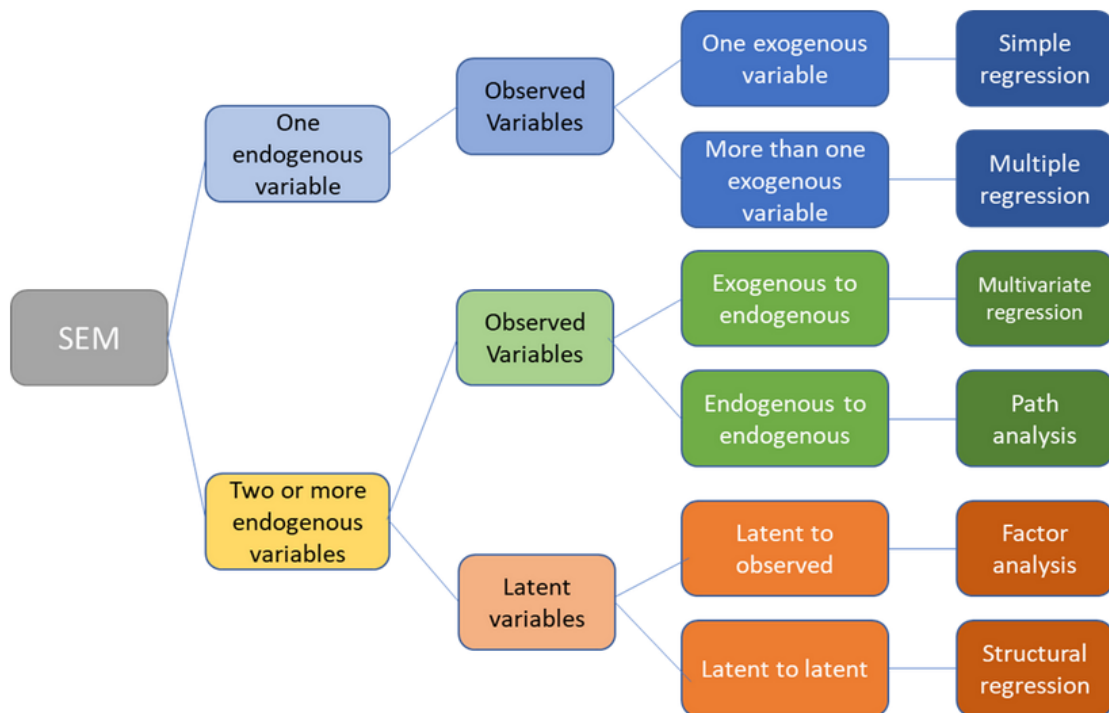 SEM
One
endogenous
variable
Two or more
endogenous
variables
Observed
Variables
Observed
Variables
Latent
variables
One exogenous
variable
More than one
exogenous
variable
Exogenous to
endogenous
Endogenous to
endogenous
Latent to
observed
Latent to latent
Simple
regression
Multiple
regression
Multivariate
regression
Path
analysis
Factor
analysis
Structural
regression